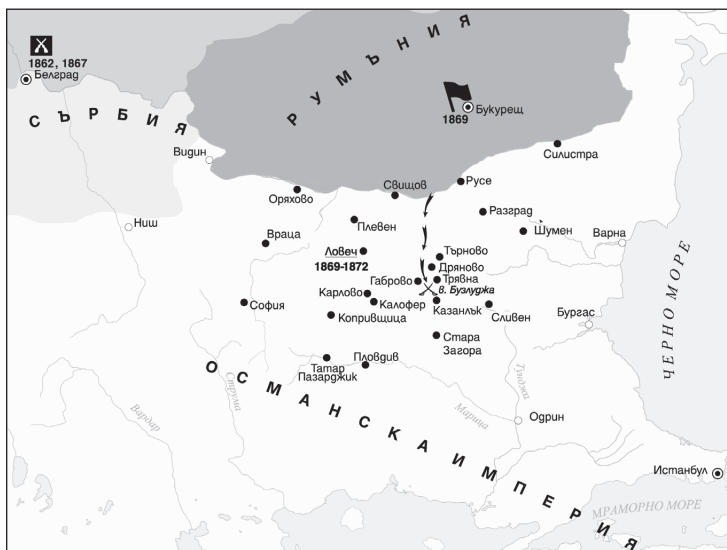 1862, 1867
Белград
РУМЪНИЯ
СЪРБИЯ
1869
Букурещ
Видин
Силистра
Свищов
Русе
Оряхово
Разград
Плевен
Ниш
Шумен
Варна
Враца
Ловеч
1869-1872
Търново
Дряново
Габрово
Трявна
в. Бузлуджа
Карлово
Калофер
Казанлък
София
Копривщица
Сливен
Бургас
ЧЕРНО МОРЕ
Стара
Загора
Пловдив
Татар
Пазарджик
ОСМАНСКА ИМПЕРИЯ
Струма
Вардар
Марица
Тунджа
Одрин
Истанбул
МРАМОРНО МОРЕ